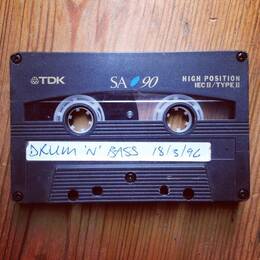 TDK SA 90 HIGH POSITION
IEC II / TYPE II
DRUM 'N' BASS 18/3/96